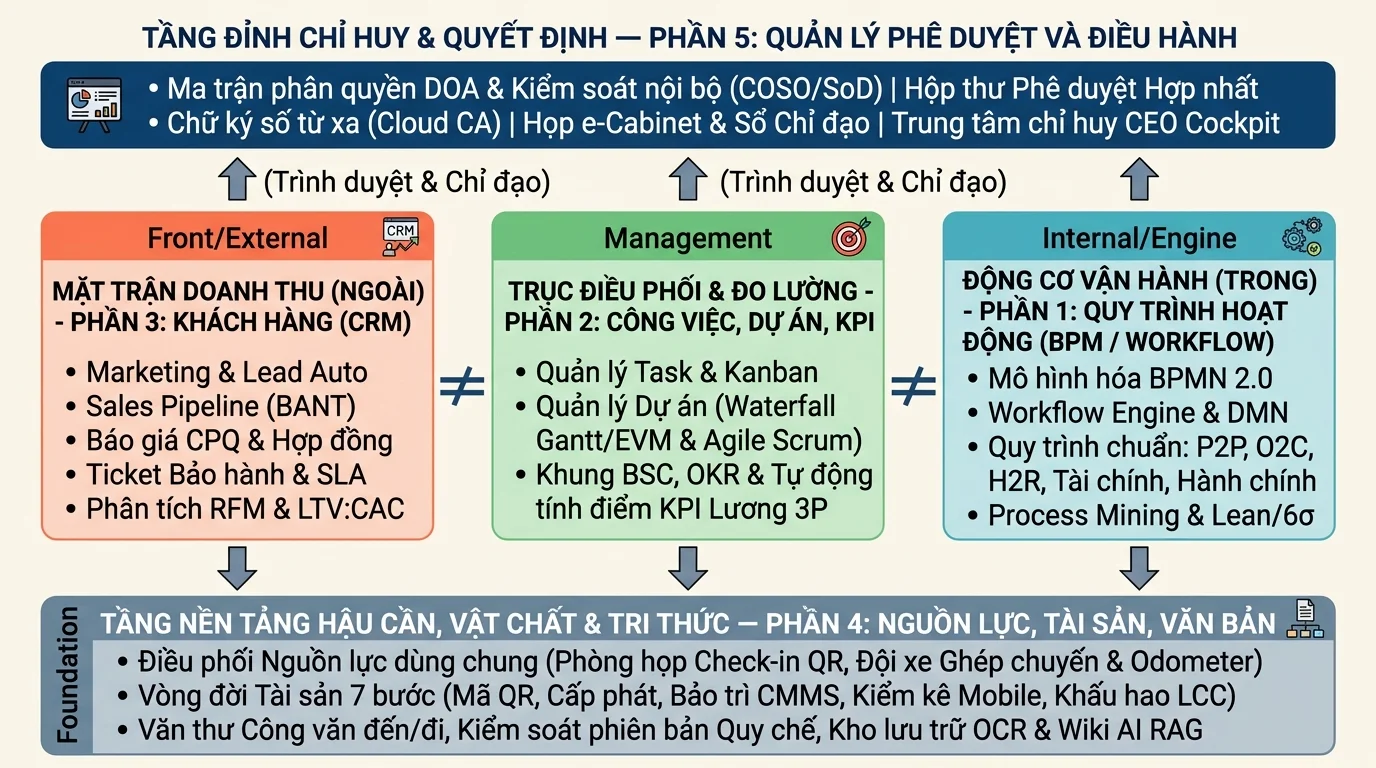 TẦNG ĐỈNH CHỈ HUY & QUYẾT ĐỊNH — PHẦN 5: QUẢN LÝ PHÊ DUYỆT VÀ ĐIỀU HÀNH
• Ma trận phân quyền DOA & Kiểm soát nội bộ (COSO/SoD) | Hộp thư Phê duyệt Hợp nhất
• Chữ ký số từ xa (Cloud CA) | Họp e-Cabinet & Sổ Chỉ đạo | Trung tâm chỉ huy CEO Cockpit
(Trình duyệt & Chỉ đạo)
(Trình duyệt & Chỉ đạo)
Front/External
CRM
MẶT TRẬN DOANH THU (NGOÀI)
- PHẦN 3: KHÁCH HÀNG (CRM)
• Marketing & Lead Auto
• Sales Pipeline (BANT)
• Báo giá CPQ & Hợp đồng
• Ticket Bảo hành & SLA
• Phân tích RFM & LTV:CAC
≠
Management
TRỤC ĐIỀU PHỐI & ĐO LƯỜNG -
PHẦN 2: CÔNG VIỆC, DỰ ÁN, KPI
• Quản lý Task & Kanban
• Quản lý Dự án (Waterfall
Gantt/EVM & Agile Scrum)
• Khung BSC, OKR & Tự động
tính điểm KPI Lương 3P
≠
Internal/Engine
ĐỘNG CƠ VẬN HÀNH (TRONG)
- PHẦN 1: QUY TRÌNH HOẠT
ĐỘNG (BPM / WORKFLOW)
• Mô hình hóa BPMN 2.0
• Workflow Engine & DMN
• Quy trình chuẩn: P2P, O2C,
H2R, Tài chính, Hành chính
• Process Mining & Lean/6σ
Foundation
TẦNG NỀN TẢNG HẬU CẦN, VẬT CHẤT & TRI THỨC — PHẦN 4: NGUỒN LỰC, TÀI SẢN, VĂN BẢN
• Điều phối Nguồn lực dùng chung (Phòng họp Check-in QR, Đội xe Ghép chuyến & Odometer)
• Vòng đời Tài sản 7 bước (Mã QR, Cấp phát, Bảo trì CMMS, Kiểm kê Mobile, Khấu hao LCC)
• Văn thư Công văn đến/đi, Kiểm soát phiên bản Quy chế, Kho lưu trữ OCR & Wiki AI RAG